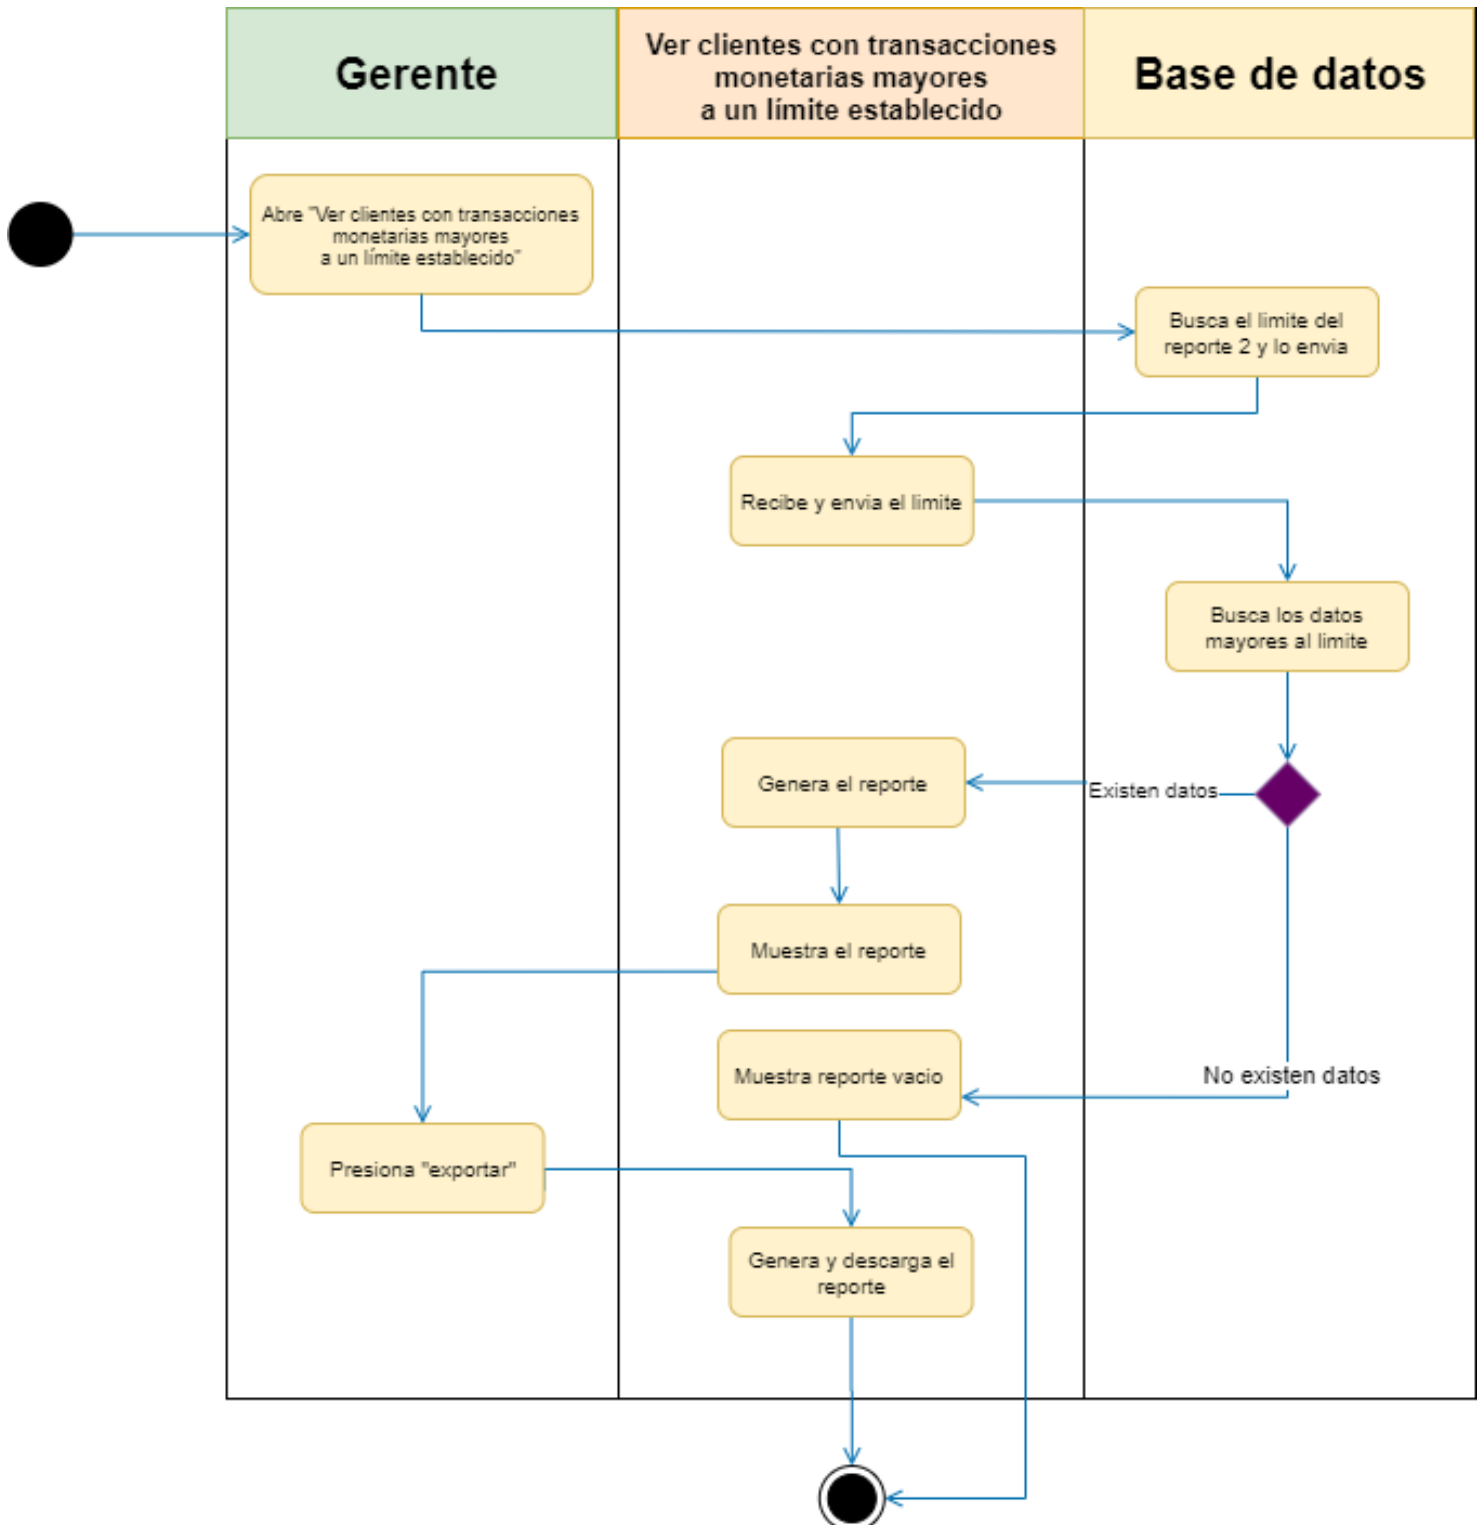 Gerente
Ver clientes con transacciones
monetarias mayores
a un límite establecido
Base de datos
Abre "Ver clientes con transacciones
monetarias mayores
a un límite establecido"
Busca el limite del
reporte 2 y lo envia
Recibe y envia el limite
Busca los datos
mayores al limite
Genera el reporte
Existen datos
Muestra el reporte
Muestra reporte vacio
No existen datos
Presiona "exportar"
Genera y descarga el
reporte